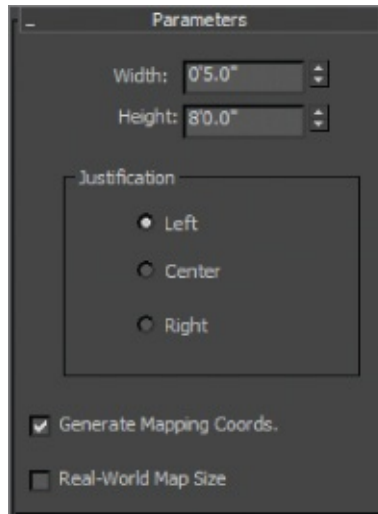 Parameters
Width: 0'5.0"
Height: 8'0.0"
Justification
Left
Center
Right
Generate Mapping Coords.
Real-World Map Size